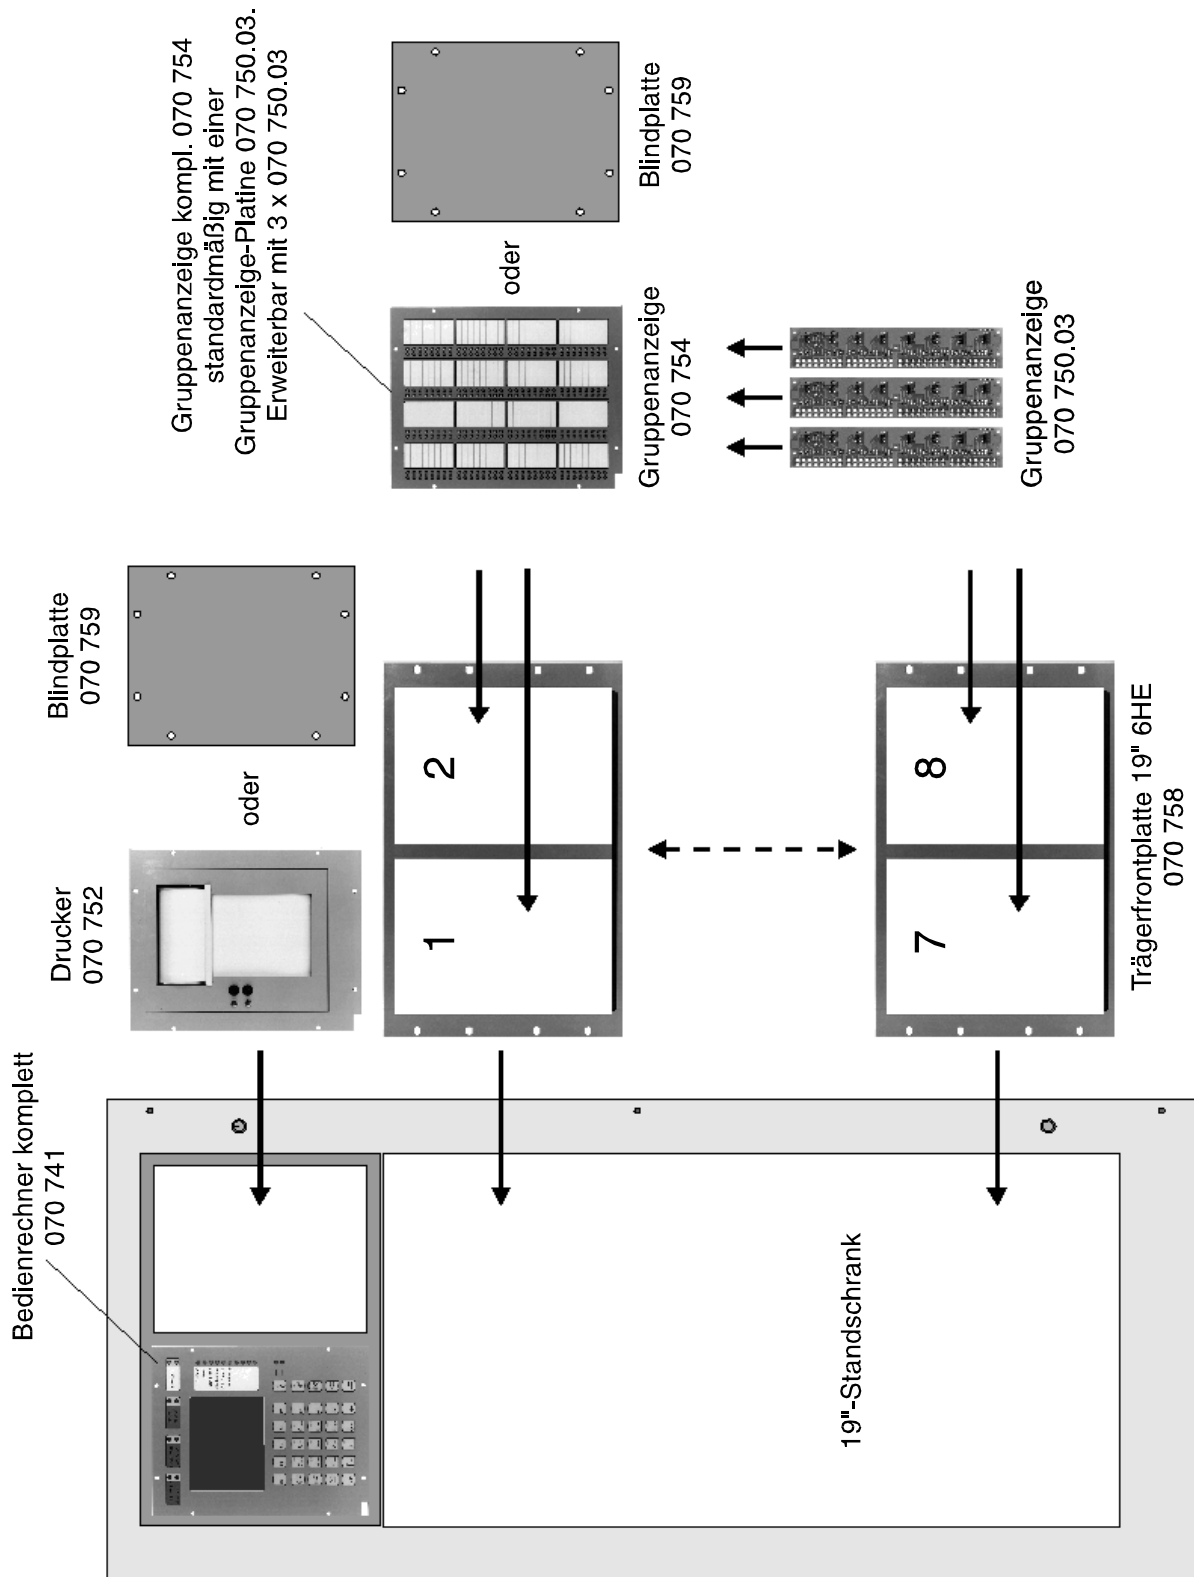 Bedienrechner komplett
070 741
Drucker
070 752
oder
Blindplatte
070 759
Gruppenanzeige kompl. 070 754
standardmäßig mit einer
Gruppenanzeige-Platine 070 750.03.
Erweiterbar mit 3 x 070 750.03
1
2
Gruppenanzeige
070 754
oder
Blindplatte
070 759
19"-Standschrank
7
8
Trägerfrontplatte 19" 6HE
070 758
Gruppenanzeige
070 750.03